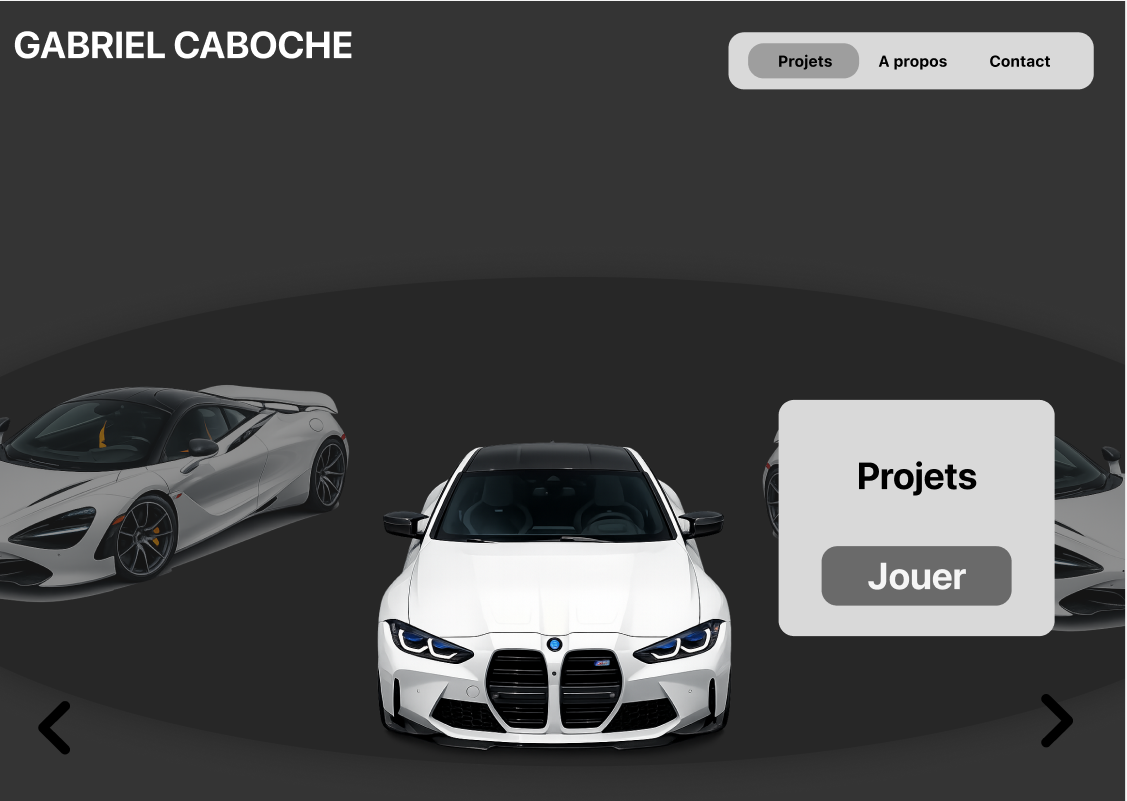 GABRIEL CABOCHE
Projets
A propos
Contact
Projets
Jouer